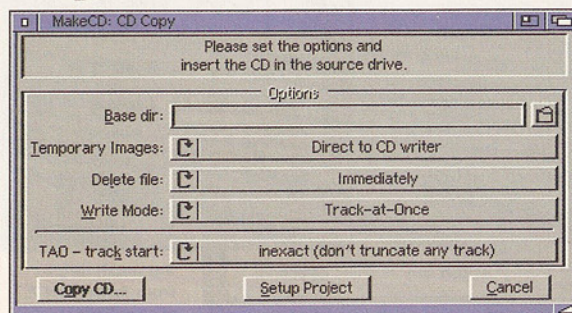 MakeCD: CD Copy
Please set the options and
insert the CD in the source drive.
Options
Base dir:
Temporary Images: Direct to CD writer
Delete file: Immediately
Write Mode: Track-at-Once
TAO - track start: inexact (don't truncate any track)
Copy CD... Setup Project Cancel